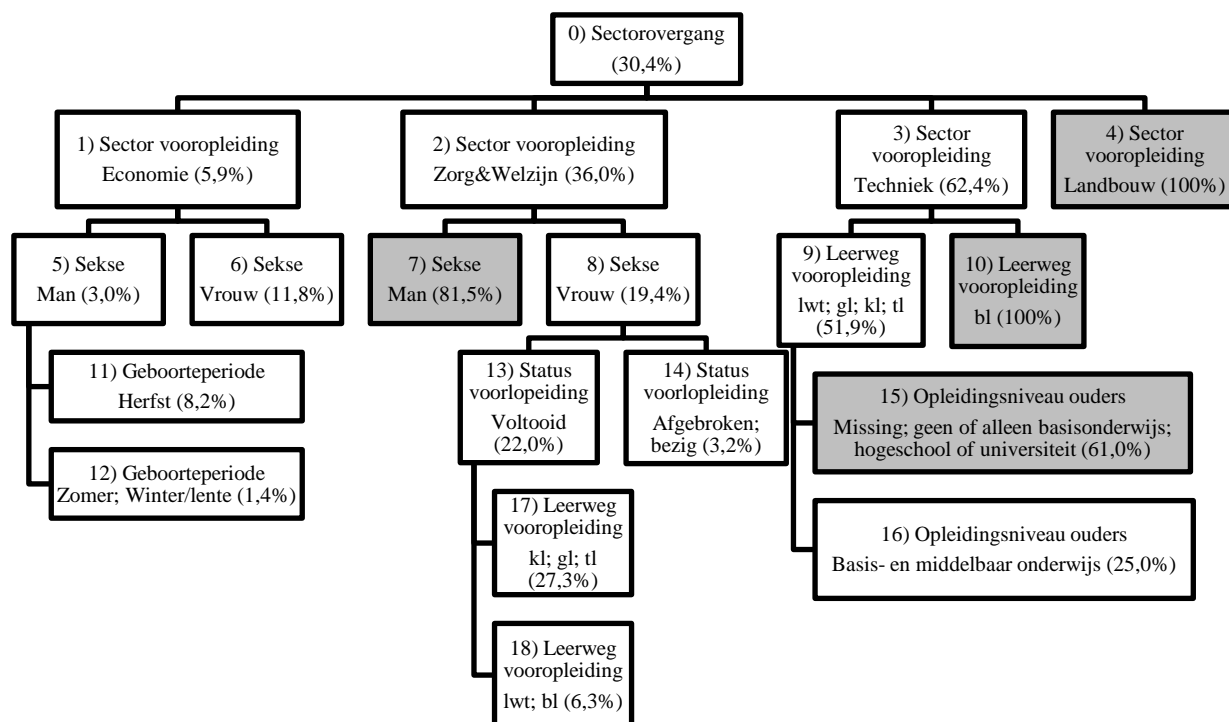 0) Sectorovergang
(30,4%)
1) Sector vooropleiding
Economie (5,9%)
2) Sector vooropleiding
Zorg&Welzijn (36,0%)
3) Sector
vooropleiding
Techniek (62,4%)
4) Sector
vooropleiding
Landbouw (100%)
5) Sekse
Man (3,0%)
6) Sekse
Vrouw (11,8%)
7) Sekse
Man (81,5%)
8) Sekse
Vrouw (19,4%)
9) Leerweg
vooropleiding
lwt; gl; kl; tl
(51,9%)
10) Leerweg
vooropleiding
bl (100%)
11) Geboorteperiode
Herfst (8,2%)
12) Geboorteperiode
Zomer; Winter/lente (1,4%)
13) Status
voorlopeiding
Voltooid
(22,0%)
14) Status
voorlopleiding
Afgebroken;
bezig (3,2%)
15) Opleidingsniveau ouders
Missing; geen of alleen basisonderwijs;
hogeschool of universiteit (61,0%)
16) Opleidingsniveau ouders
Basis- en middelbaar onderwijs (25,0%)
17) Leerweg
vooropleiding
kl; gl; tl
(27,3%)
18) Leerweg
vooropleiding
lwt; bl (6,3%)